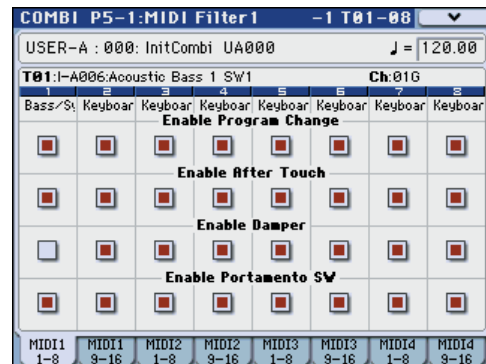 COMBI P5-1:MIDI Filter1 -1 T01-08
USER-A : 000: InitCombi UA000 ♩= 120.00
T01:I-A006:Acoustic Bass 1 SW1 Ch:01G
1 2 3 4 5 6 7 8
Bass/Sy Keyboar Keyboar Keyboar Keyboar Keyboar Keyboar Keyboar
Enable Program Change
Enable After Touch
Enable Damper
Enable Portamento SW
MIDI1 1-8 MIDI1 9-16 MIDI2 1-8 MIDI2 9-16 MIDI3 1-8 MIDI3 9-16 MIDI4 1-8 MIDI4 9-16